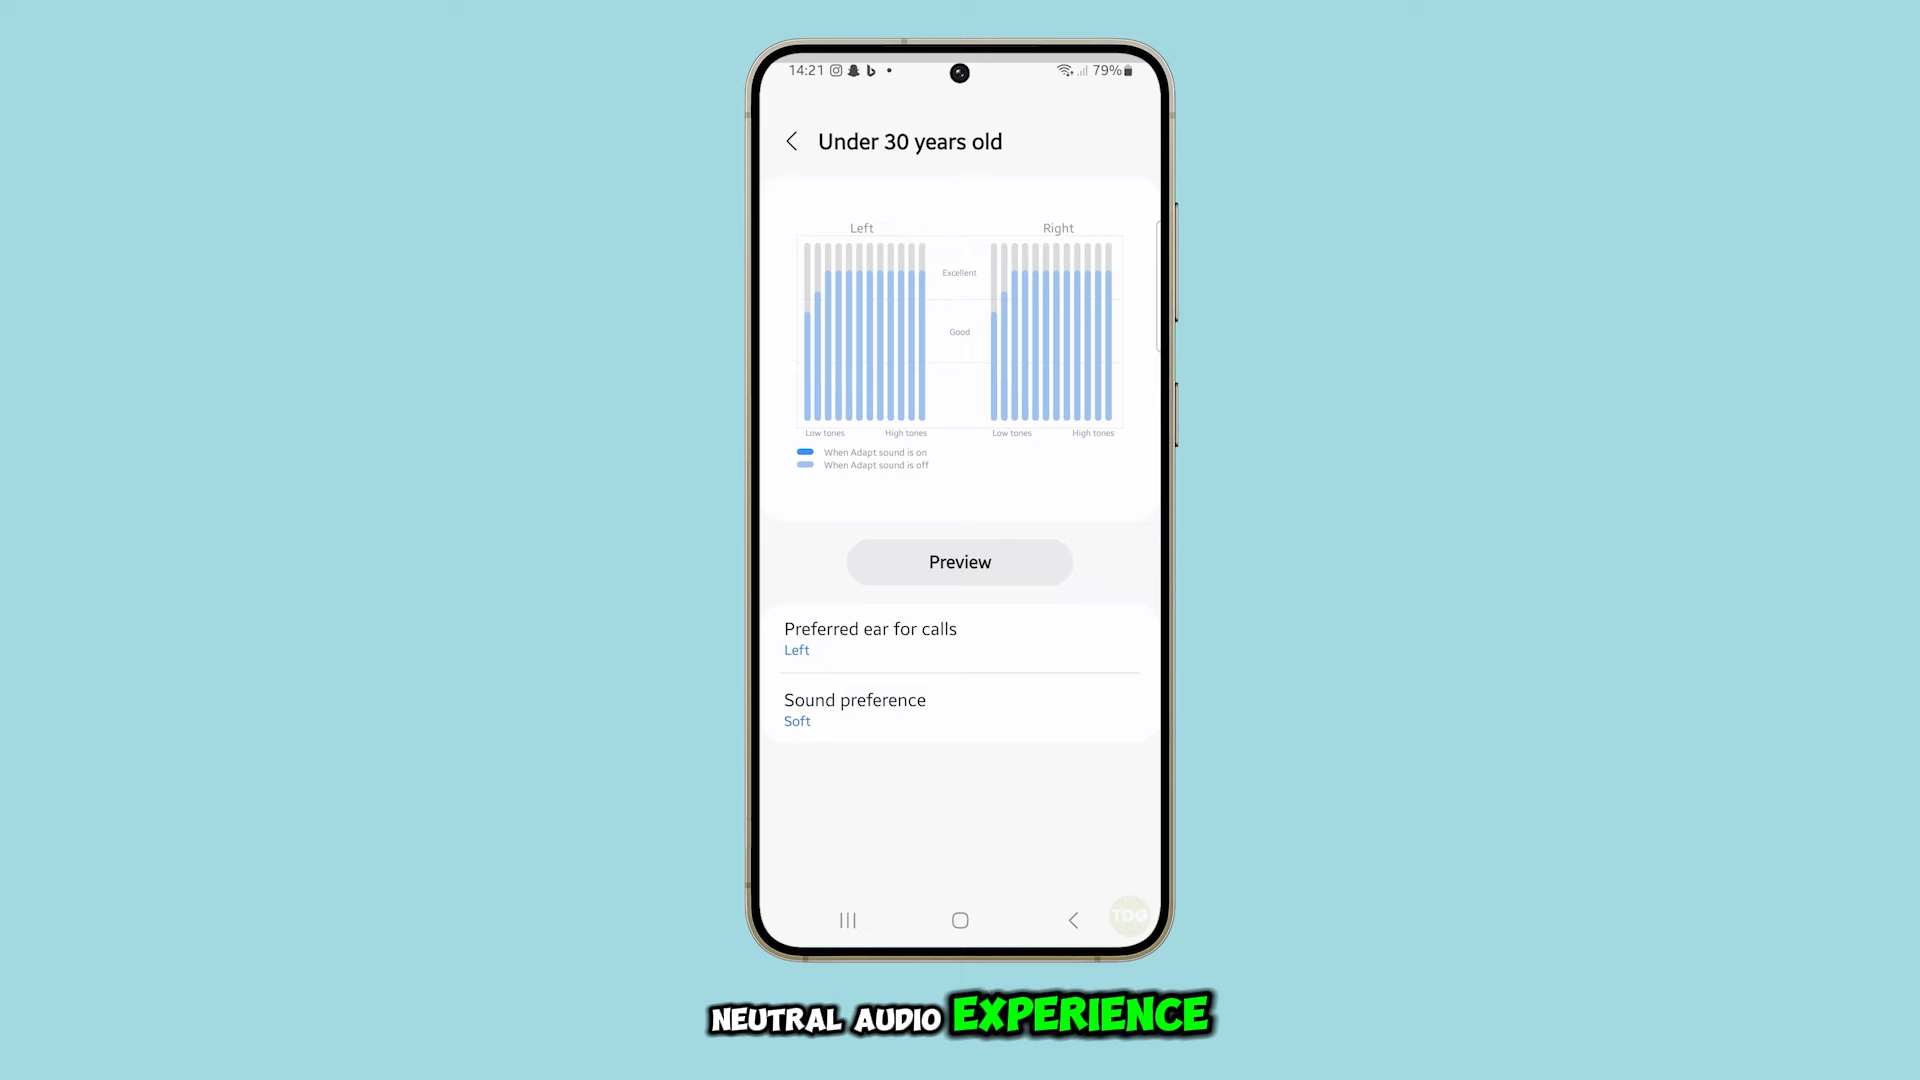 14:21 79%
Under 30 years old
Left Right
Excellent
Good
Low tones High tones Low tones High tones
When Adapt sound is on
When Adapt sound is off
Preview
Preferred ear for calls
Left
Sound preference
Soft
TDG
NEUTRAL AUDIO EXPERIENCE